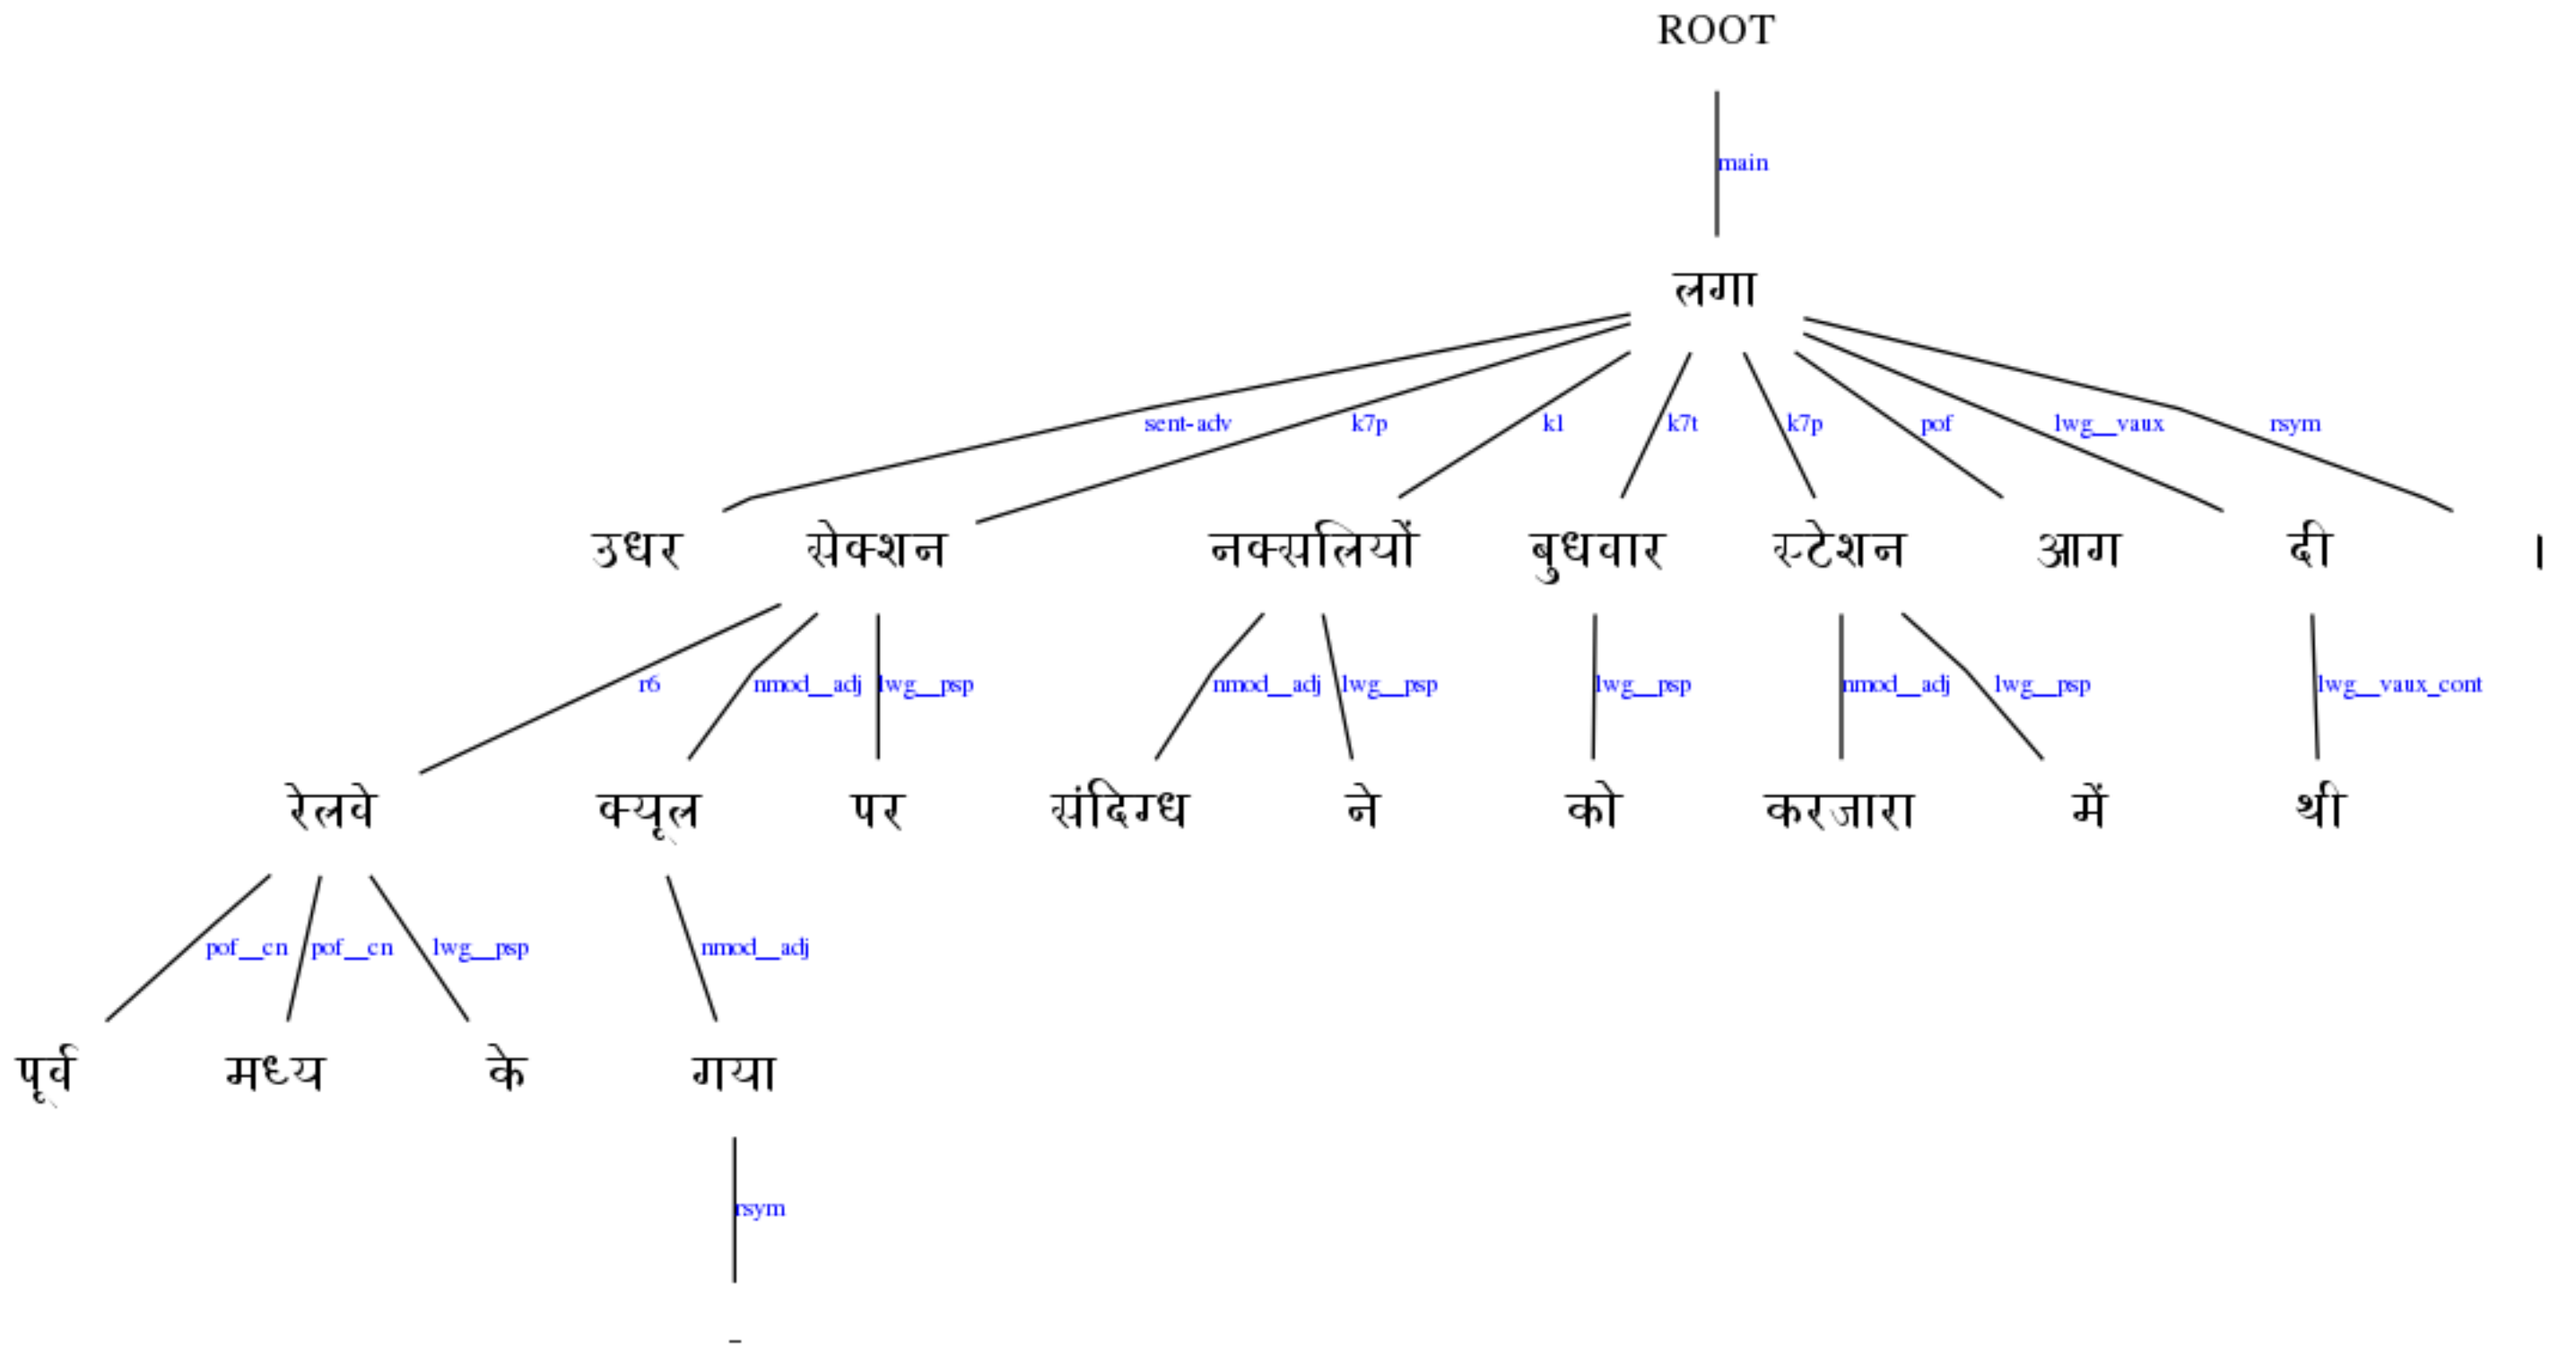 ROOT
main
लगा
sent-adv k7p k1 k7t k7p pof lwg__vaux rsym
उधर सेक्शन नक्सलियों बुधवार स्टेशन आग दी ।
r6 nmod__adj lwg__psp nmod__adj lwg__psp lwg__psp nmod__adj lwg__psp lwg__vaux_cont
रेलवे क्यूल पर संदिग्ध ने को करजारा में थी
pof__cn pof__cn lwg__psp nmod__adj
पूर्व मध्य के गया
rsym
-